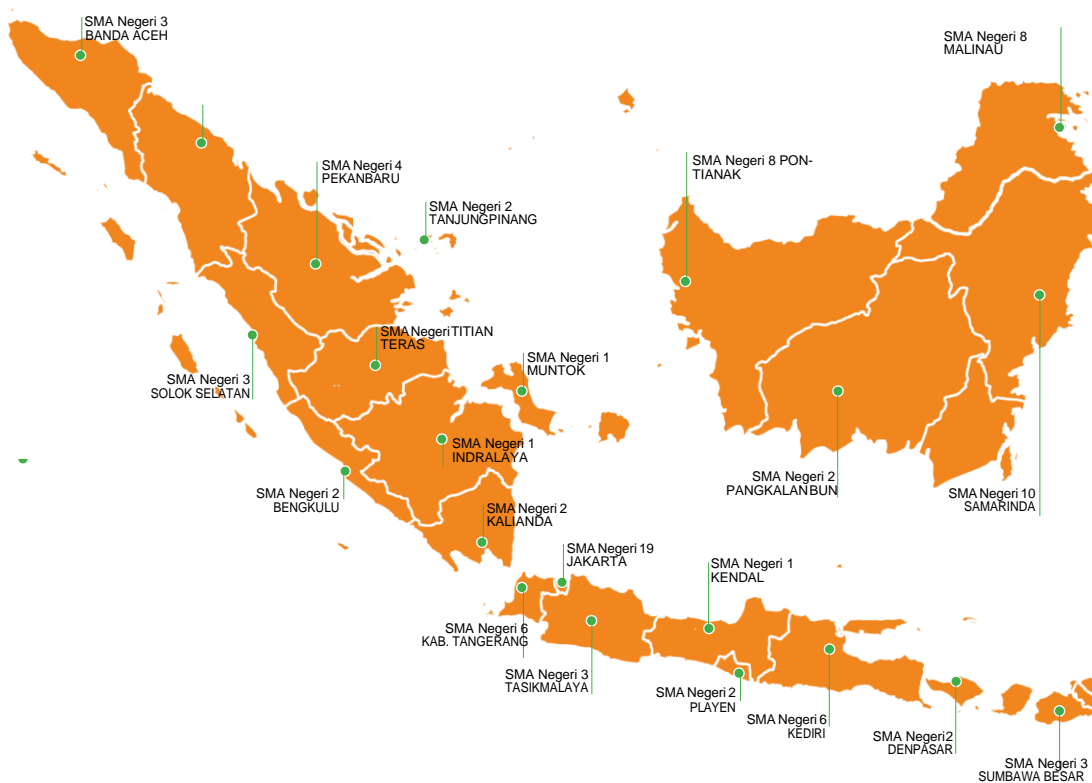 SMA Negeri 3
BANDA ACEH
SMA Negeri 8
MALINAU
SMA Negeri 4
PEKANBARU
SMA Negeri 8 PON-
TIANAK
SMA Negeri 2
TANJUNGPINANG
SMA Negeri TITIAN
TERAS
SMA Negeri 1
MUNTOK
SMA Negeri 3
SOLOK SELATAN
SMA Negeri 1
INDRALAYA
SMA Negeri 2
BENGKULU
SMA Negeri 2
PANGKALAN BUN
SMA Negeri 10
SAMARINDA
SMA Negeri 2
KALIANDA
SMA Negeri 19
JAKARTA
SMA Negeri 1
KENDAL
SMA Negeri 6
KAB. TANGERANG
SMA Negeri 3
TASIKMALAYA
SMA Negeri 2
PLAYEN
SMA Negeri 6
KEDIRI
SMA Negeri 2
DENPASAR
SMA Negeri 3
SUMBAWA BESAR